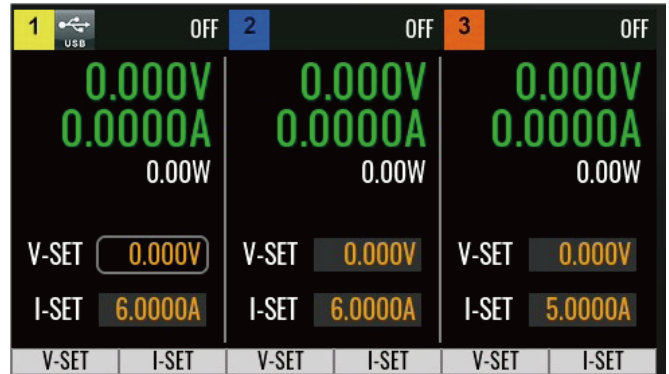 1 USB OFF 2 OFF 3 OFF
0.000V 0.000V 0.000V
0.0000A 0.0000A 0.0000A
0.00W 0.00W 0.00W
V-SET 0.000V V-SET 0.000V V-SET 0.000V
I-SET 6.0000A I-SET 6.0000A I-SET 5.0000A
V-SET I-SET V-SET I-SET V-SET I-SET